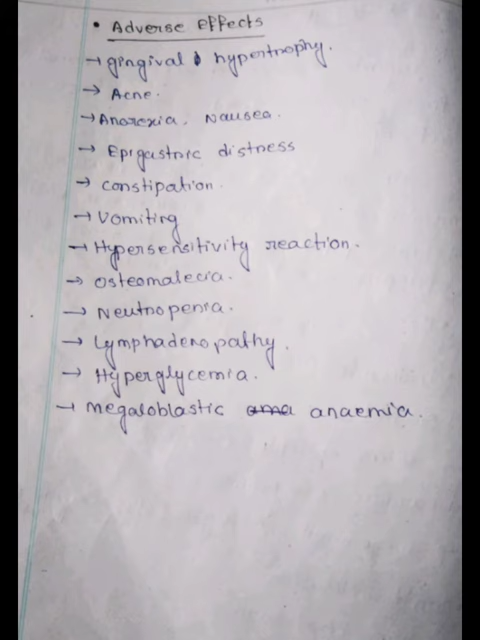 • Adverse effects
→ gingival hypertrophy.
→ Acne.
→ Anorexia, Nausea.
→ Epigastric distress
→ constipation.
→ Vomiting
→ Hypersensitivity reaction.
→ Osteomalecia.
→ Neutropenia.
→ Lymphadenopathy.
→ Hyperglycemia.
→ Megaloblastic anaemia.